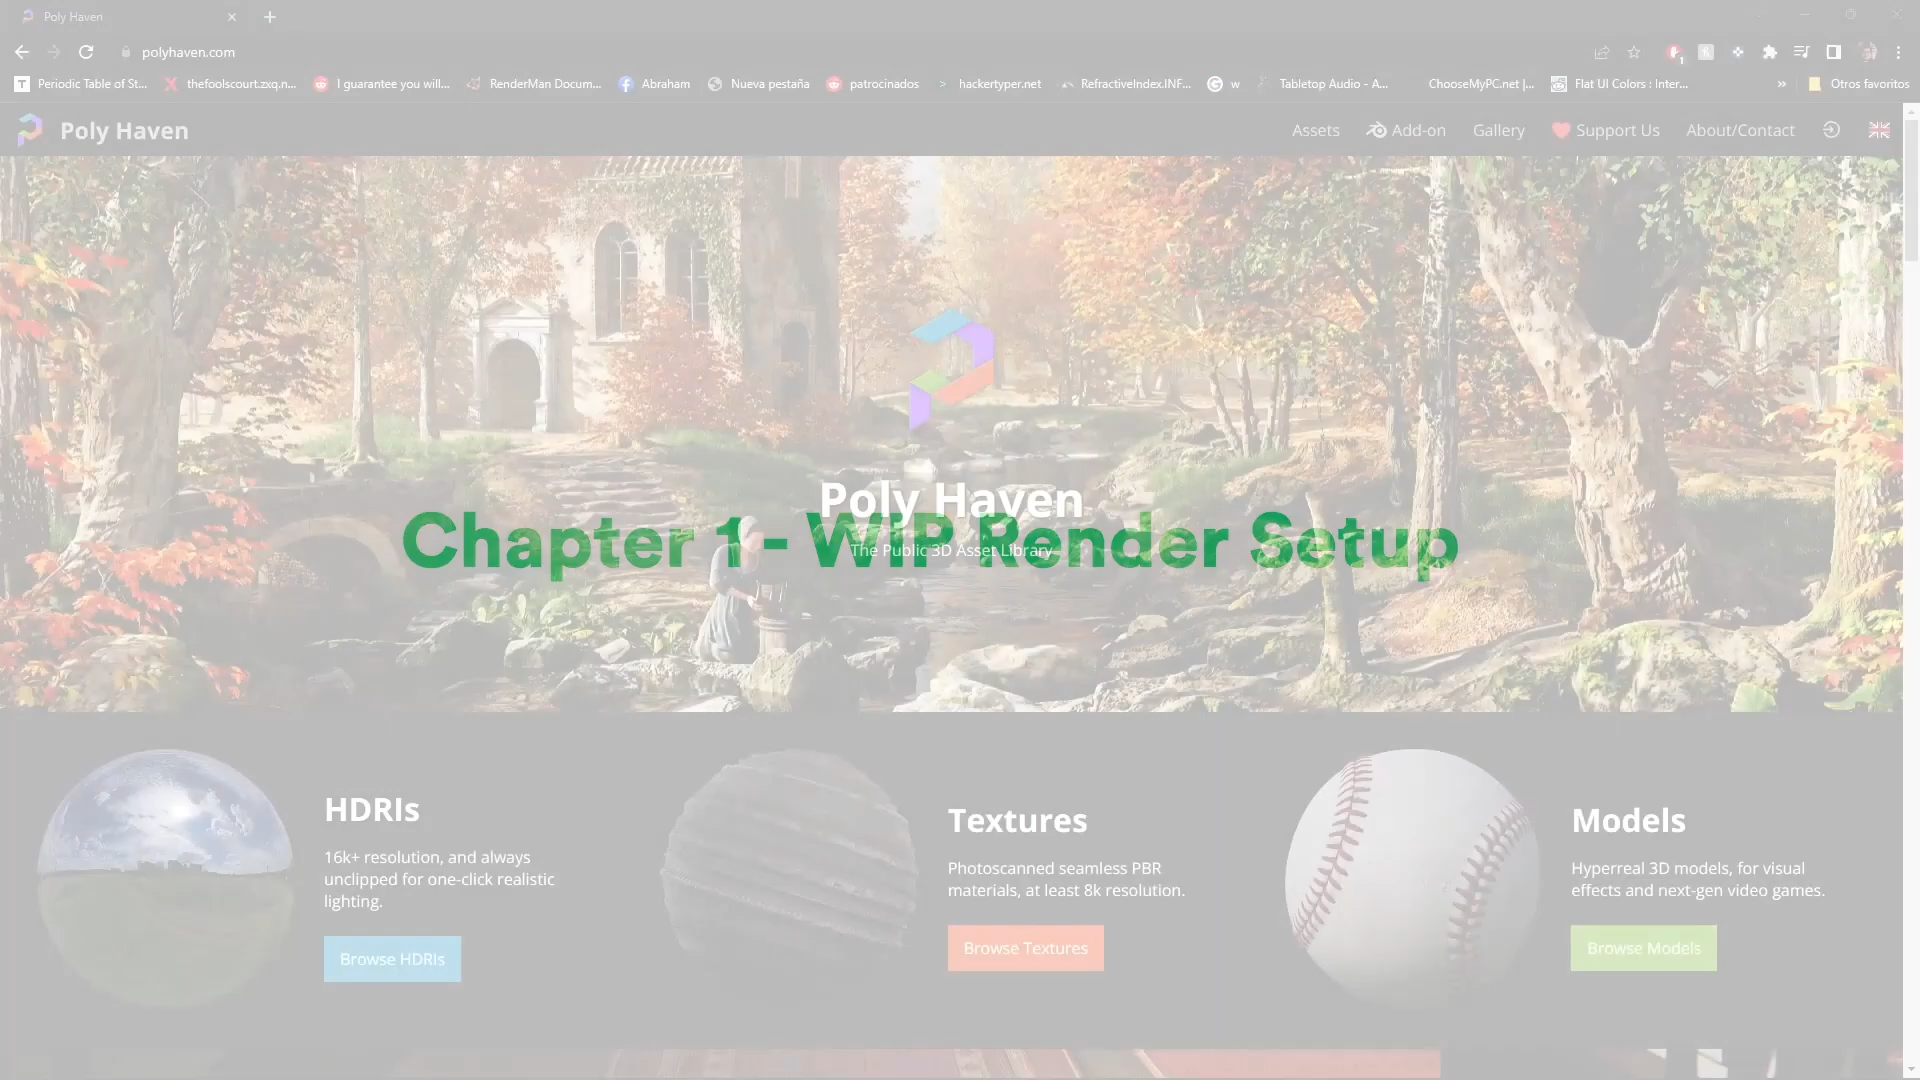 Poly Haven
polyhaven.com
Periodic Table of St...
thefoolscourt.zxq.n...
I guarantee you will...
RenderMan Docum...
Abraham
Nueva pestaña
patrocinados
hackertyper.net
RefractiveIndex.INF...
w
Tabletop Audio - A...
ChooseMyPC.net |...
Flat UI Colors : Inter...
»
Otros favoritos
Poly Haven
Assets
Add-on
Gallery
Support Us
About/Contact
Poly Haven
Chapter 1 - WIP Render Setup
The Public 3D Asset Library
HDRIs
16k+ resolution, and always
unclipped for one-click realistic
lighting.
Browse HDRIs
Textures
Photoscanned seamless PBR
materials, at least 8k resolution.
Browse Textures
Models
Hyperreal 3D models, for visual
effects and next-gen video games.
Browse Models